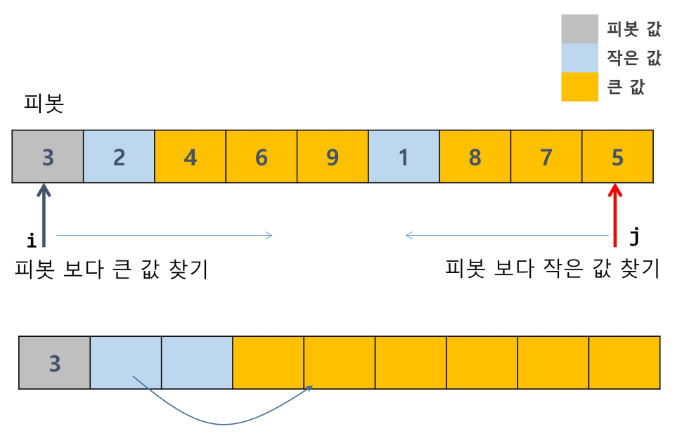 피봇 값
작은 값
큰 값
피봇
3 2 4 6 9 1 8 7 5
i j
피봇 보다 큰 값 찾기 피봇 보다 작은 값 찾기
3